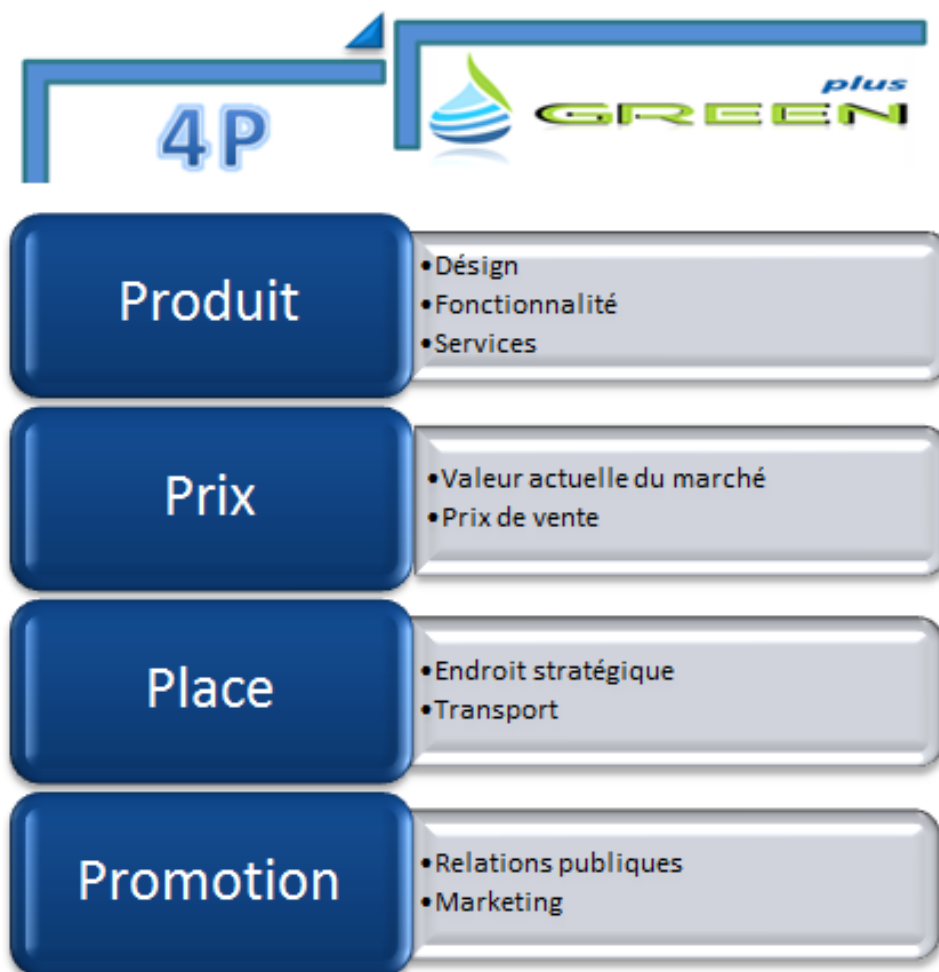 4P
plus
GREEN
Produit
•Désign
•Fonctionnalité
•Services
Prix
•Valeur actuelle du marché
•Prix de vente
Place
•Endroit stratégique
•Transport
Promotion
•Relations publiques
•Marketing